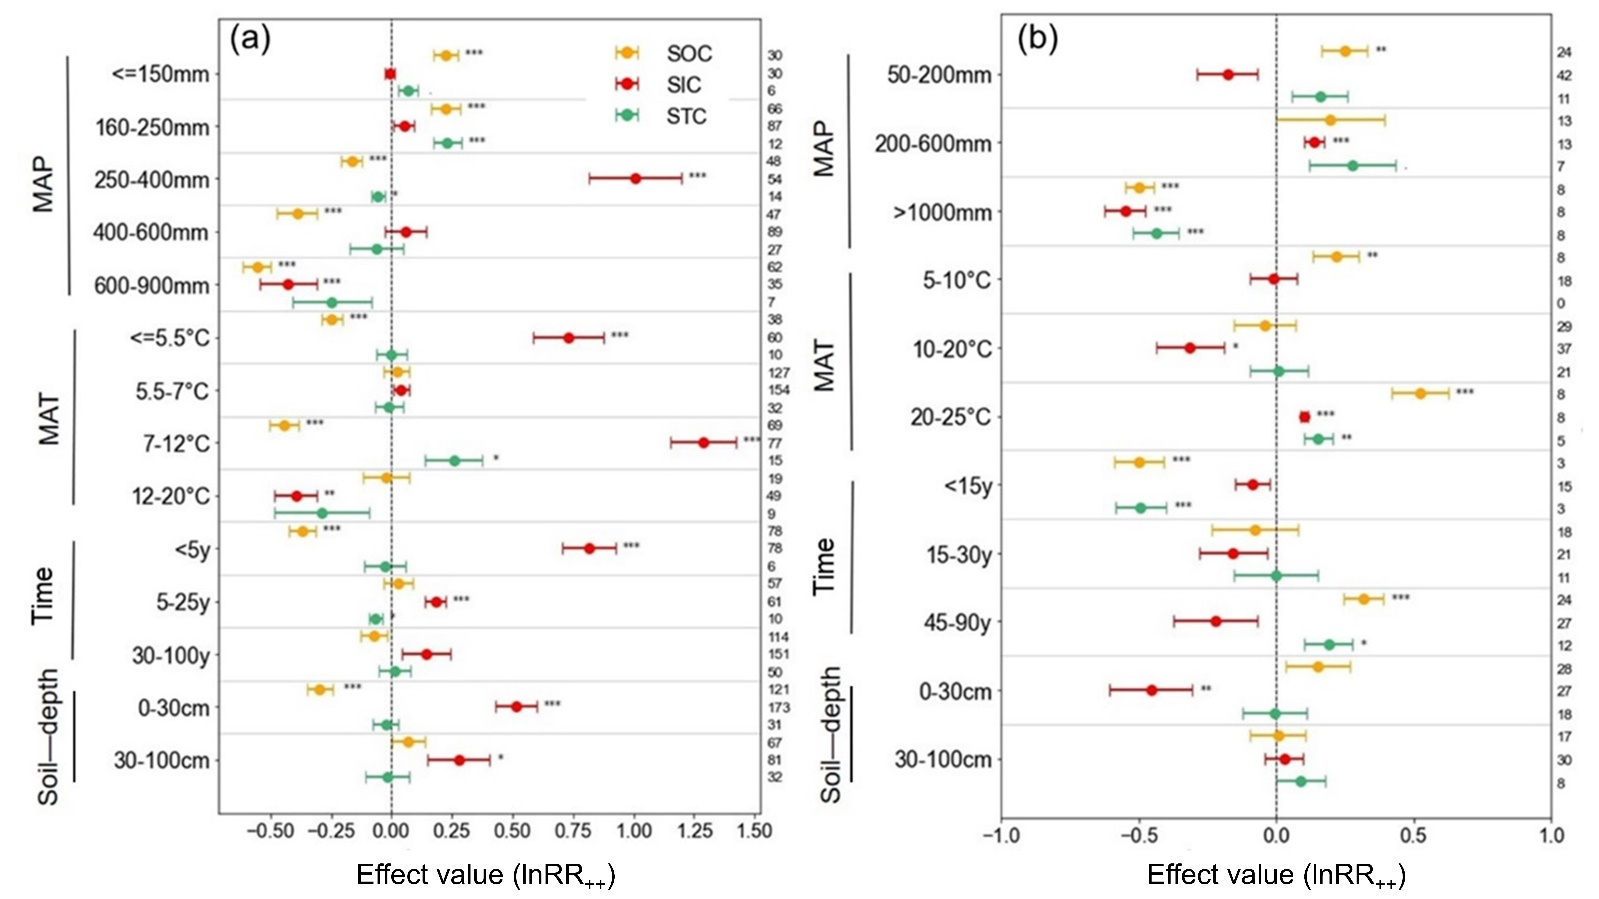 (a)
SOC
SIC
STC
MAP
<=150mm
*** 30
30
6
160-250mm
*** 66
87
*** 12
250-400mm
*** 48
*** 54
* 14
400-600mm
*** 47
89
27
600-900mm
*** 62
*** 35
7
MAT
<=5.5°C
*** 38
*** 60
10
5.5-7°C
127
154
32
7-12°C
*** 69
*** 77
* 15
12-20°C
19
** 49
9
Time
<5y
*** 78
*** 78
6
5-25y
57
*** 61
* 10
30-100y
114
151
50
Soil—depth
0-30cm
*** 121
*** 173
31
30-100cm
67
* 81
32
−0.50 −0.25 0.00 0.25 0.50 0.75 1.00 1.25 1.50
Effect value (lnRR++)
(b)
MAP
50-200mm
** 24
42
11
200-600mm
13
*** 13
7
>1000mm
*** 8
*** 8
*** 8
MAT
5-10°C
** 8
18
0
10-20°C
29
* 37
21
20-25°C
*** 8
*** 8
** 5
Time
<15y
*** 3
15
*** 3
15-30y
18
21
11
45-90y
*** 24
27
* 12
Soil—depth
0-30cm
28
** 27
18
30-100cm
17
30
8
−1.0 −0.5 0.0 0.5 1.0
Effect value (lnRR++)